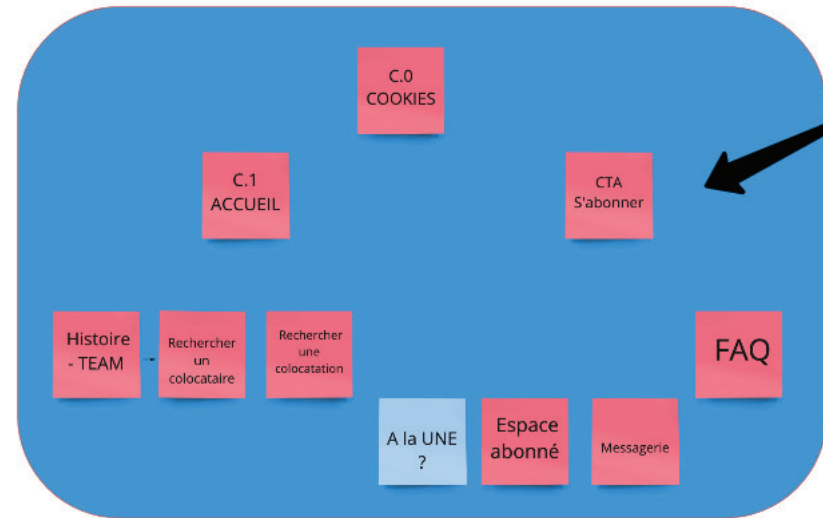 C.0
COOKIES
C.1
ACCUEIL
CTA
S'abonner
Histoire
- TEAM
Rechercher
un
colocataire
Rechercher
une
colocatation
FAQ
A la UNE
?
Espace
abonné
Messagerie